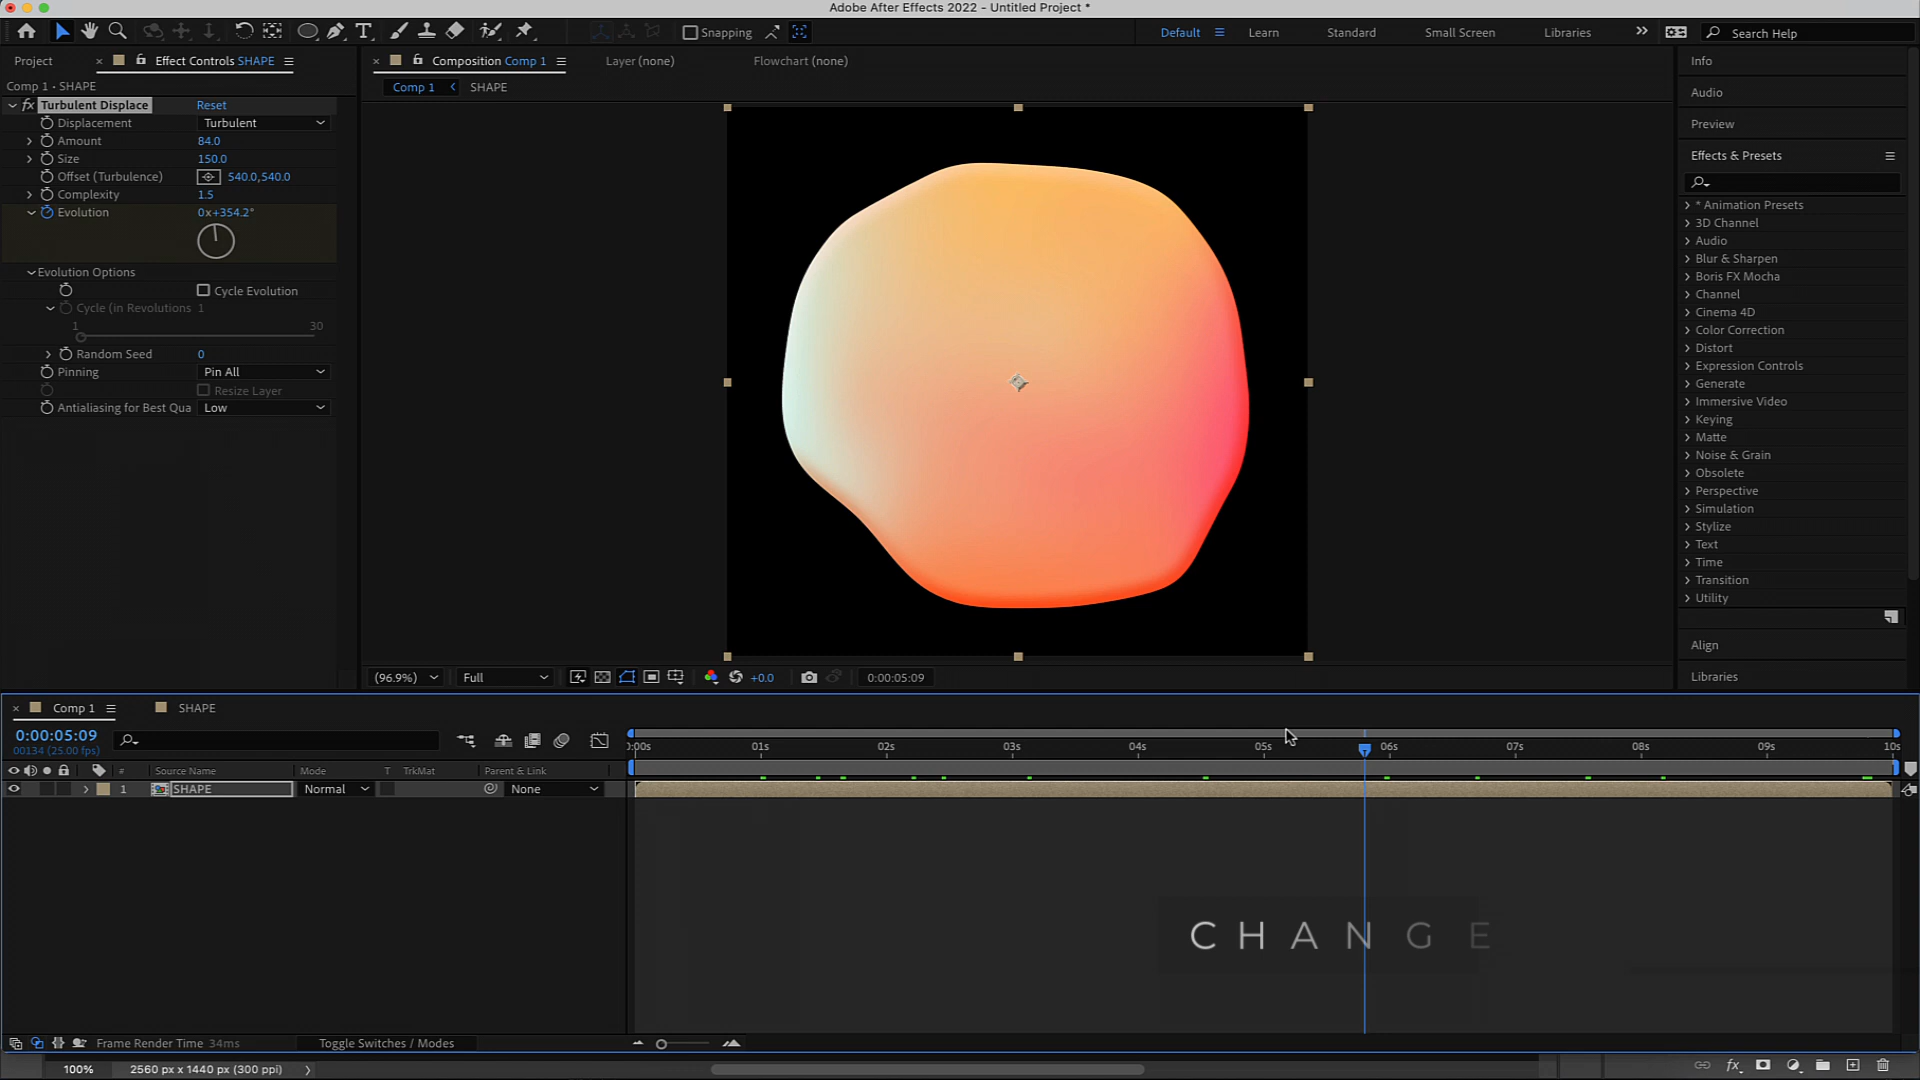 Adobe After Effects 2022 - Untitled Project *
Snapping
Default
Learn
Standard
Small Screen
Libraries
Search Help
Project
Effect Controls SHAPE
Composition Comp 1
Layer (none)
Flowchart (none)
Comp 1 • SHAPE
Comp 1
SHAPE
fx Turbulent Displace Reset
Displacement Turbulent
Amount 84.0
Size 150.0
Offset (Turbulence) 540.0,540.0
Complexity 1.5
Evolution 0x+354.2°
Evolution Options
Cycle Evolution
Cycle (in Revolutions 1
1 30
Random Seed 0
Pinning Pin All
Resize Layer
Antialiasing for Best Qua Low
(96.9%)
Full
+0.0
0:00:05:09
Info
Audio
Preview
Effects & Presets
* Animation Presets
3D Channel
Audio
Blur & Sharpen
Boris FX Mocha
Channel
Cinema 4D
Color Correction
Distort
Expression Controls
Generate
Immersive Video
Keying
Matte
Noise & Grain
Obsolete
Perspective
Simulation
Stylize
Text
Time
Transition
Utility
Align
Libraries
Comp 1
SHAPE
0:00:05:09
00134 (25.00 fps)
:00s 01s 02s 03s 04s 05s 06s 07s 08s 09s 10s
# Source Name Mode T TrkMat Parent & Link
1 SHAPE Normal None
CHANGE
Frame Render Time 34ms
Toggle Switches / Modes
100% 2560 px x 1440 px (300 ppi)
fx